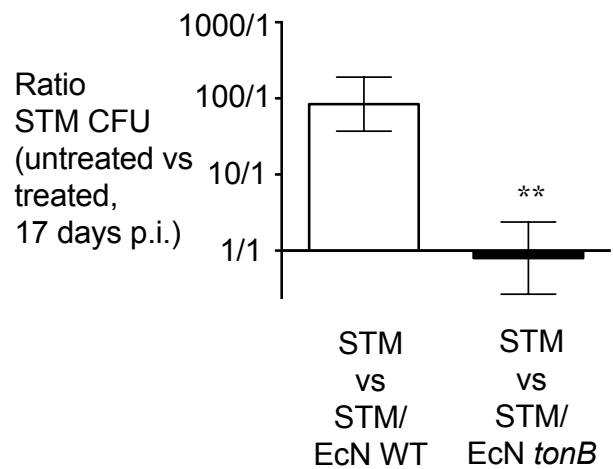 1000/1
100/1
10/1
1/1
Ratio
STM CFU
(untreated vs
treated,
17 days p.i.)
**
STM
vs
STM/
EcN WT
STM
vs
STM/
EcN tonB